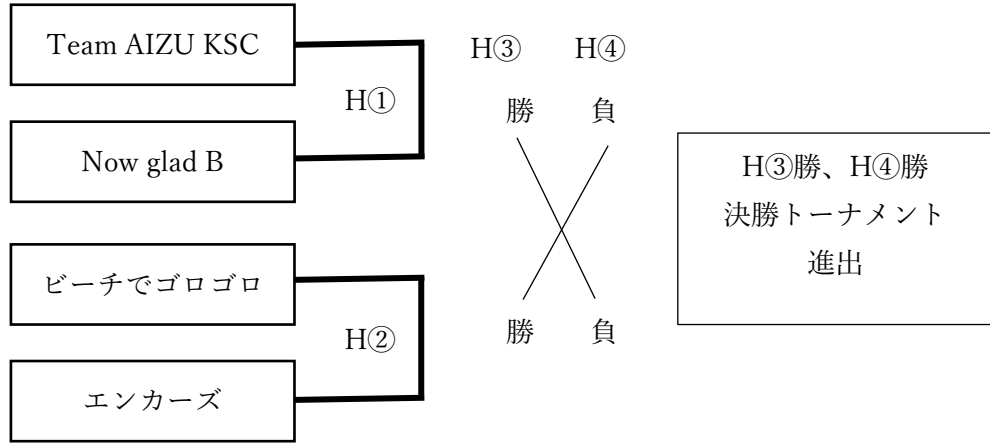 Team AIZU KSC
Now glad B
H①
ビーチでゴロゴロ
エンカーズ
H②
H③ H④
勝 負
勝 負
H③勝、H④勝
決勝トーナメント
進出